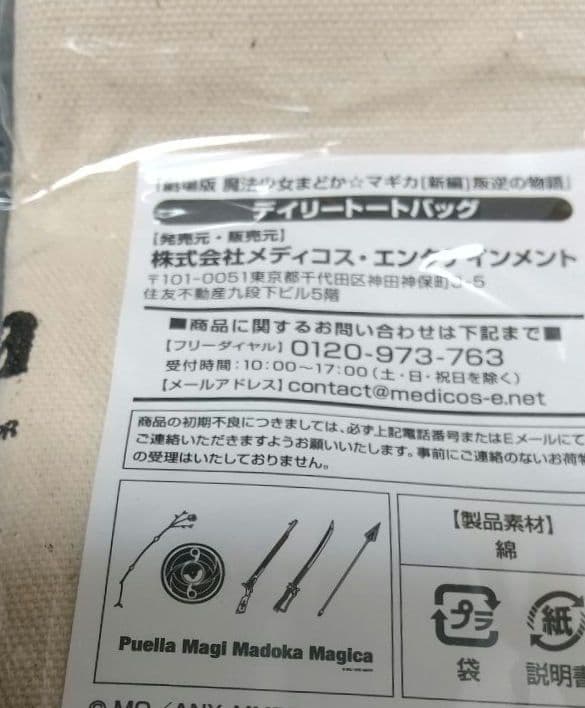 『劇場版 魔法少女まどか☆マギカ[新編]叛逆の物語』
デイリートートバッグ
【発売元・販売元】
株式会社メディコス・エンタテインメント
〒101-0051東京都千代田区神田神保町3-5
住友不動産九段下ビル5階
■商品に関するお問い合わせは下記まで■
【フリーダイヤル】0120-973-763
受付時間:10:00～17:00(土・日・祝日を除く)
【メールアドレス】contact@medicos-e.net
商品の初期不良につきましては、必ず上記電話番号またはEメールにて
ご連絡いただきますようお願いいたします。事前にご連絡のないお荷物
の受理はいたしておりません。
Puella Magi Madoka Magica
【製品素材】
綿
プラ
袋
紙
説明書